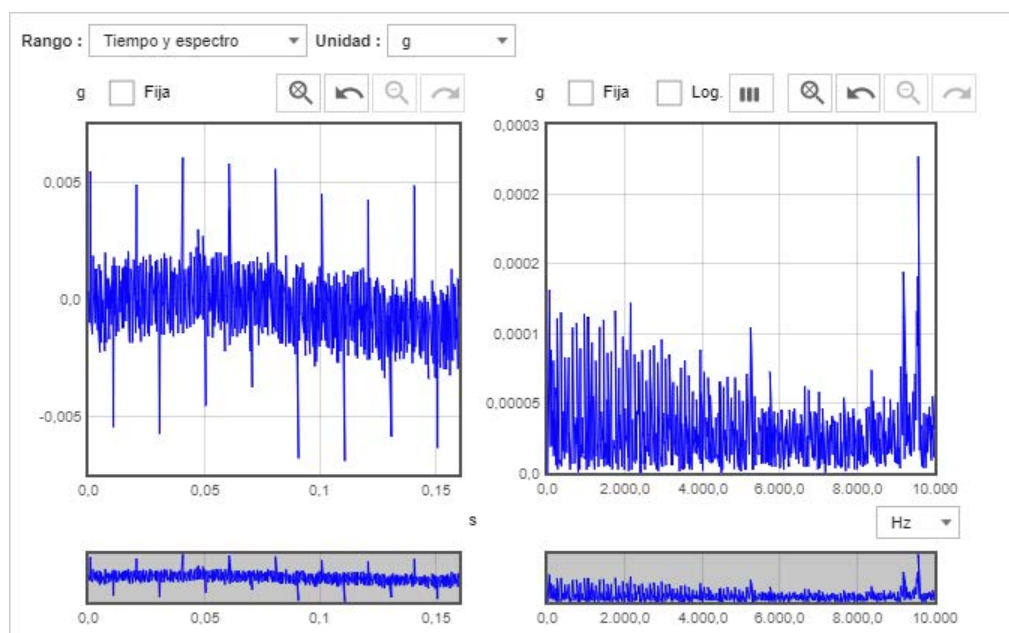 Rango : Tiempo y espectro Unidad : g
g Fija
g Fija Log.
0,005
0,0
-0,005
0,0 0,05 0,1 0,15
s
0,0003
0,0002
0,0002
0,0001
0,00005
0,0
0,0 2.000,0 4.000,0 6.000,0 8.000,0 10.000
Hz
0,0 0,05 0,1 0,15
0,0 2.000,0 4.000,0 6.000,0 8.000,0 10.000